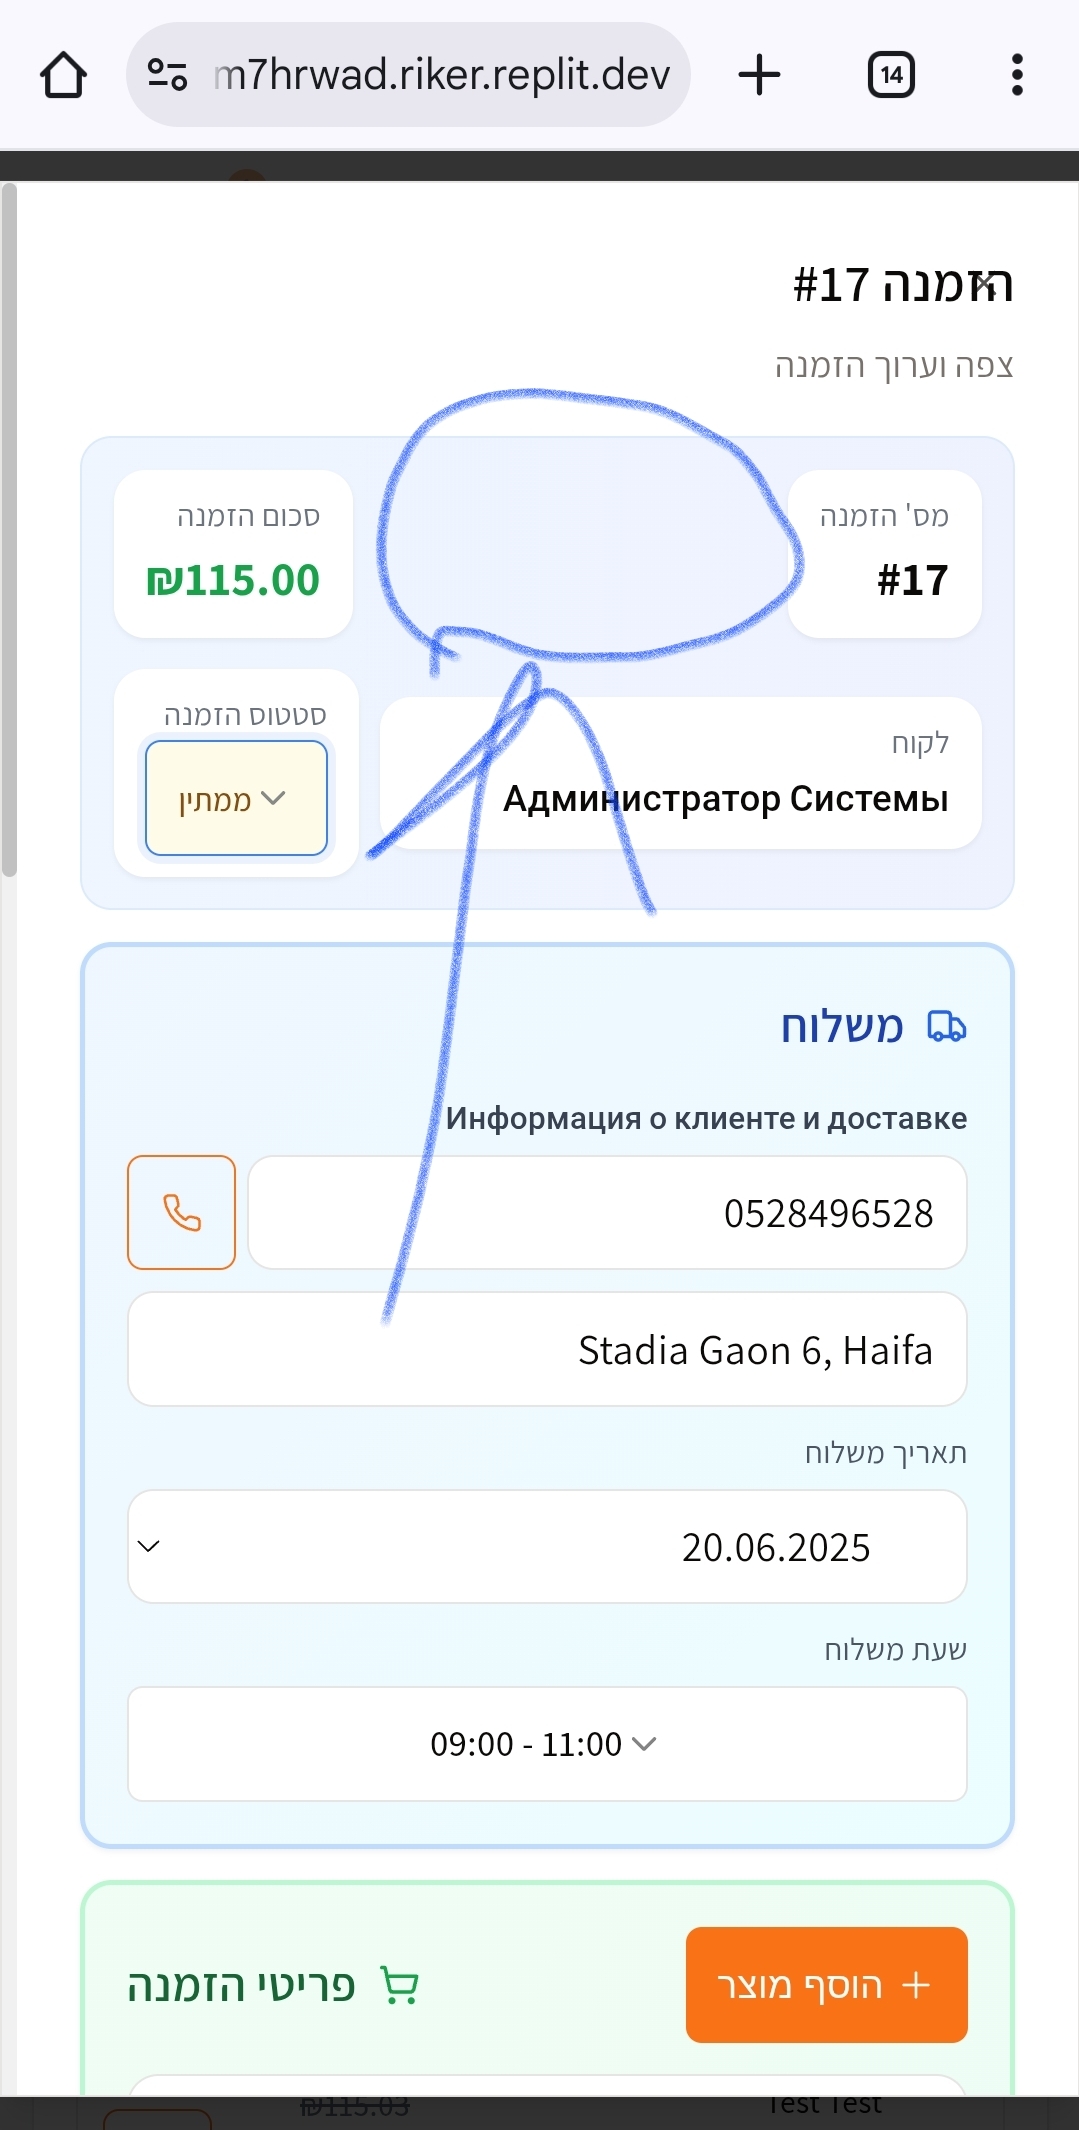 m7hrwad.riker.replit.dev
14
הזמנה #17
צפה וערוך הזמנה
מס' הזמנה
#17
סכום הזמנה
₪115.00
לקוח
Администратор Системы
סטטוס הזמנה
ממתין
משלוח
Информация о клиенте и доставке
0528496528
Stadia Gaon 6, Haifa
תאריך משלוח
20.06.2025
שעת משלוח
09:00 - 11:00
הוסף מוצר
פריטי הזמנה
Test Test
₪115.03